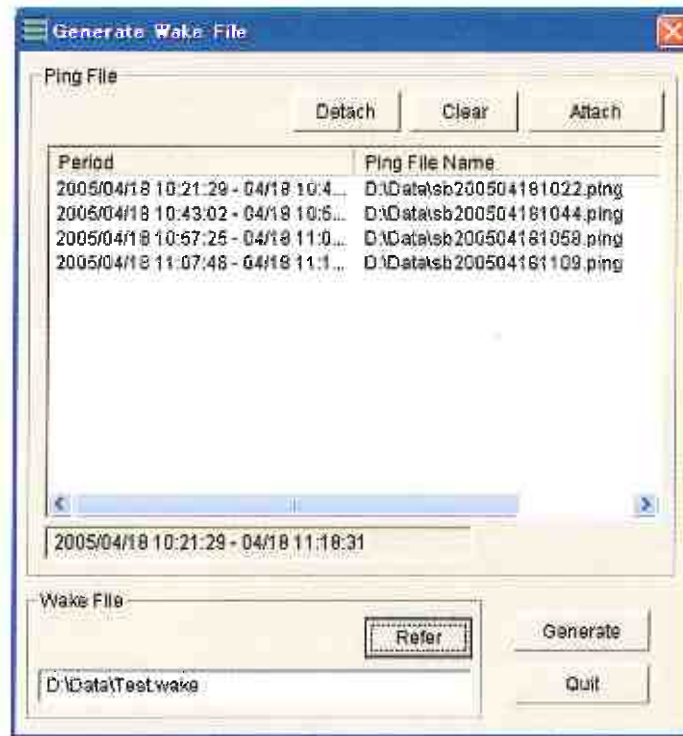 Generate Wake File
Ping File
Detach Clear Attach
Period Ping File Name
2005/04/18 10:21:29 - 04/18 10:4... D:\Data\sb200504181022.ping
2005/04/18 10:43:02 - 04/18 10:5... D:\Data\sb200504181044.ping
2005/04/18 10:57:25 - 04/18 11:0... D:\Data\sb200504181058.ping
2005/04/18 11:07:48 - 04/18 11:1... D:\Data\sb200504181109.ping
2005/04/18 10:21:29 - 04/18 11:18:31
Wake File
Refer Generate
D:\Data\Test.wake Quit